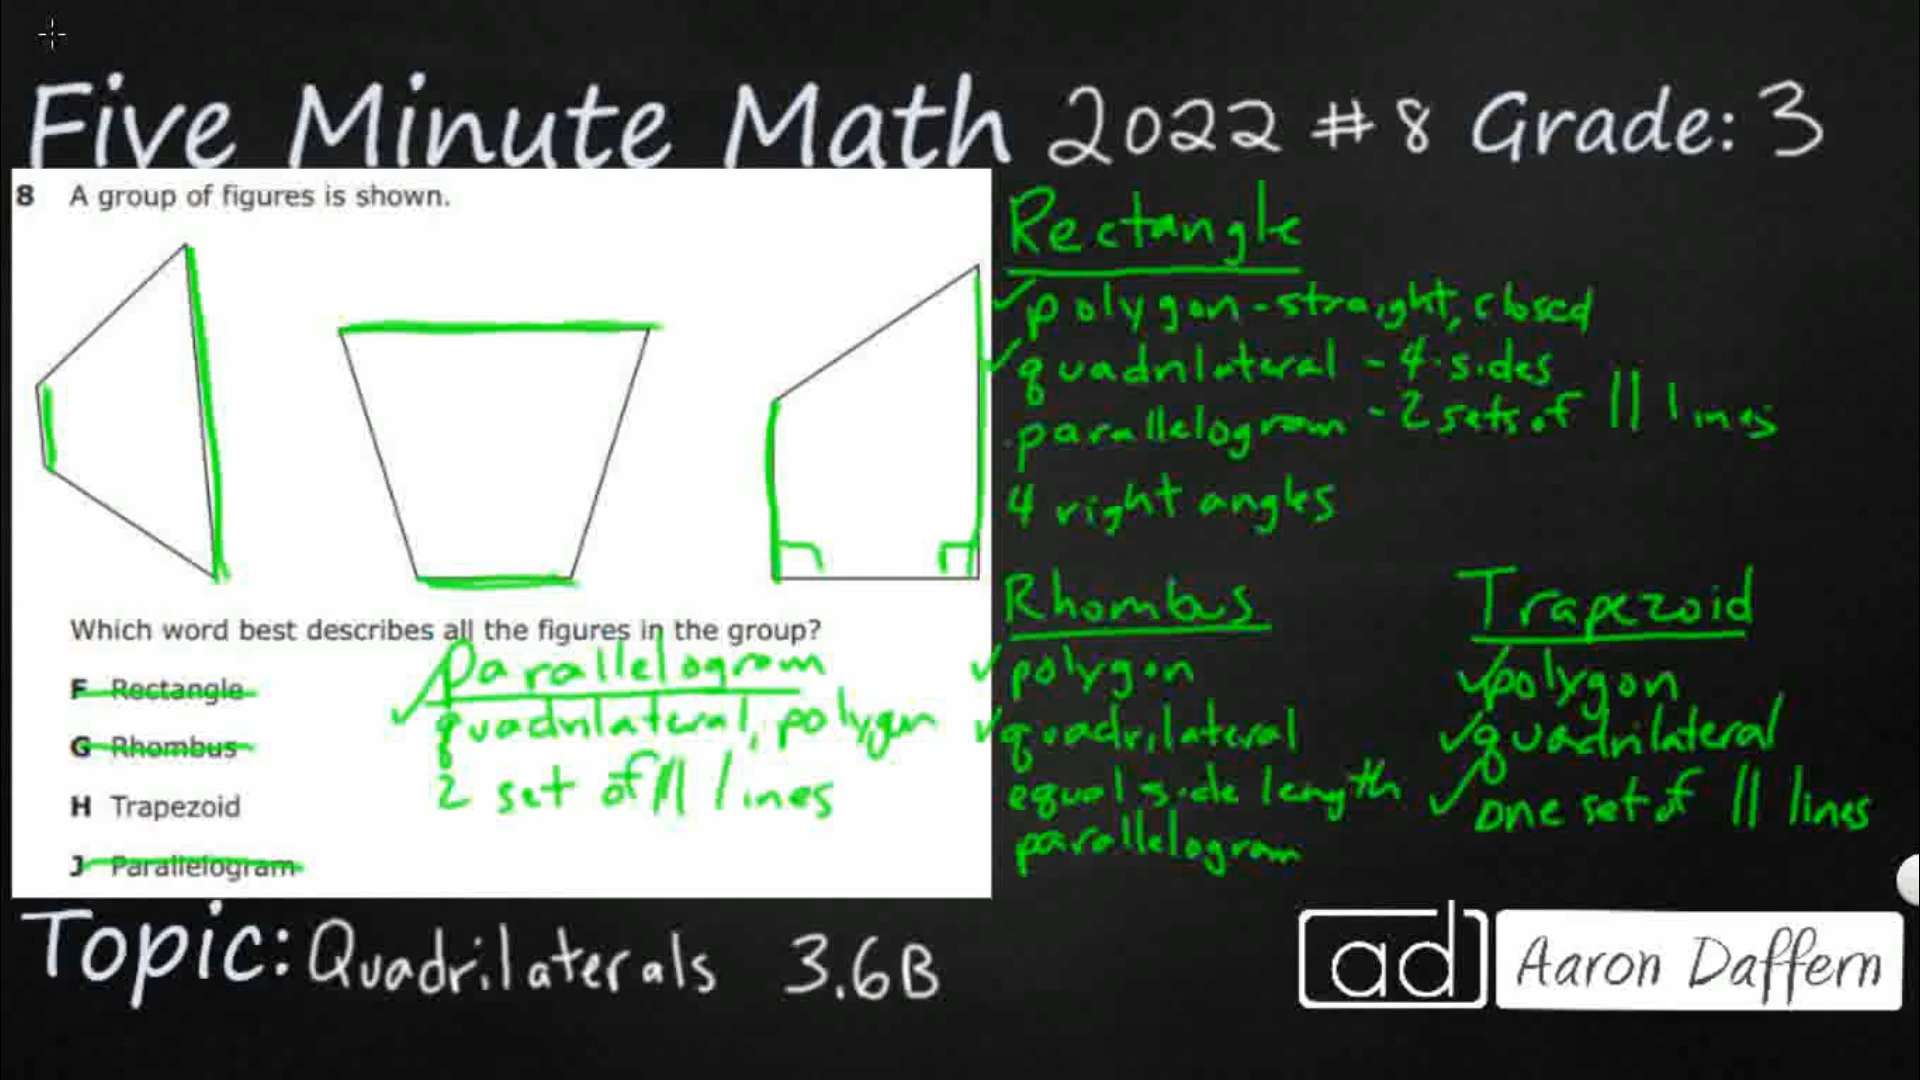 Five Minute Math 2022 #8 Grade: 3
8 A group of figures is shown.
Which word best describes all the figures in the group?
F Rectangle
G Rhombus
H Trapezoid
J Parallelogram
Parallelogram
quadrilateral, polygon
2 set of || lines
Rectangle
polygon - straight, closed
quadrilateral - 4 sides
parallelogram - 2 sets of || lines
4 right angles
Rhombus
polygon
quadrilateral
equal side length
parallelogram
Trapezoid
polygon
quadrilateral
one set of || lines
Topic: Quadrilaterals 3.6B
ad Aaron Daffern